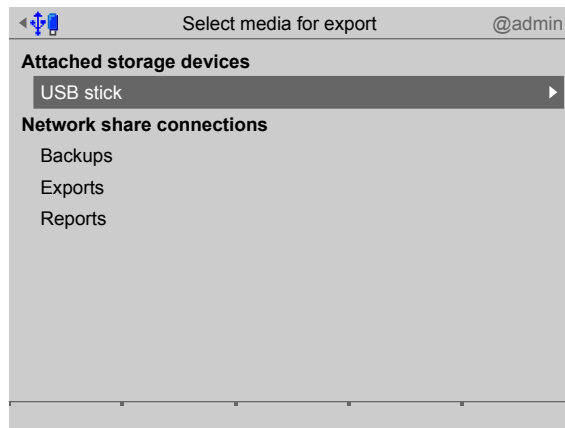 Select media for export @admin
Attached storage devices
USB stick
Network share connections
Backups
Exports
Reports